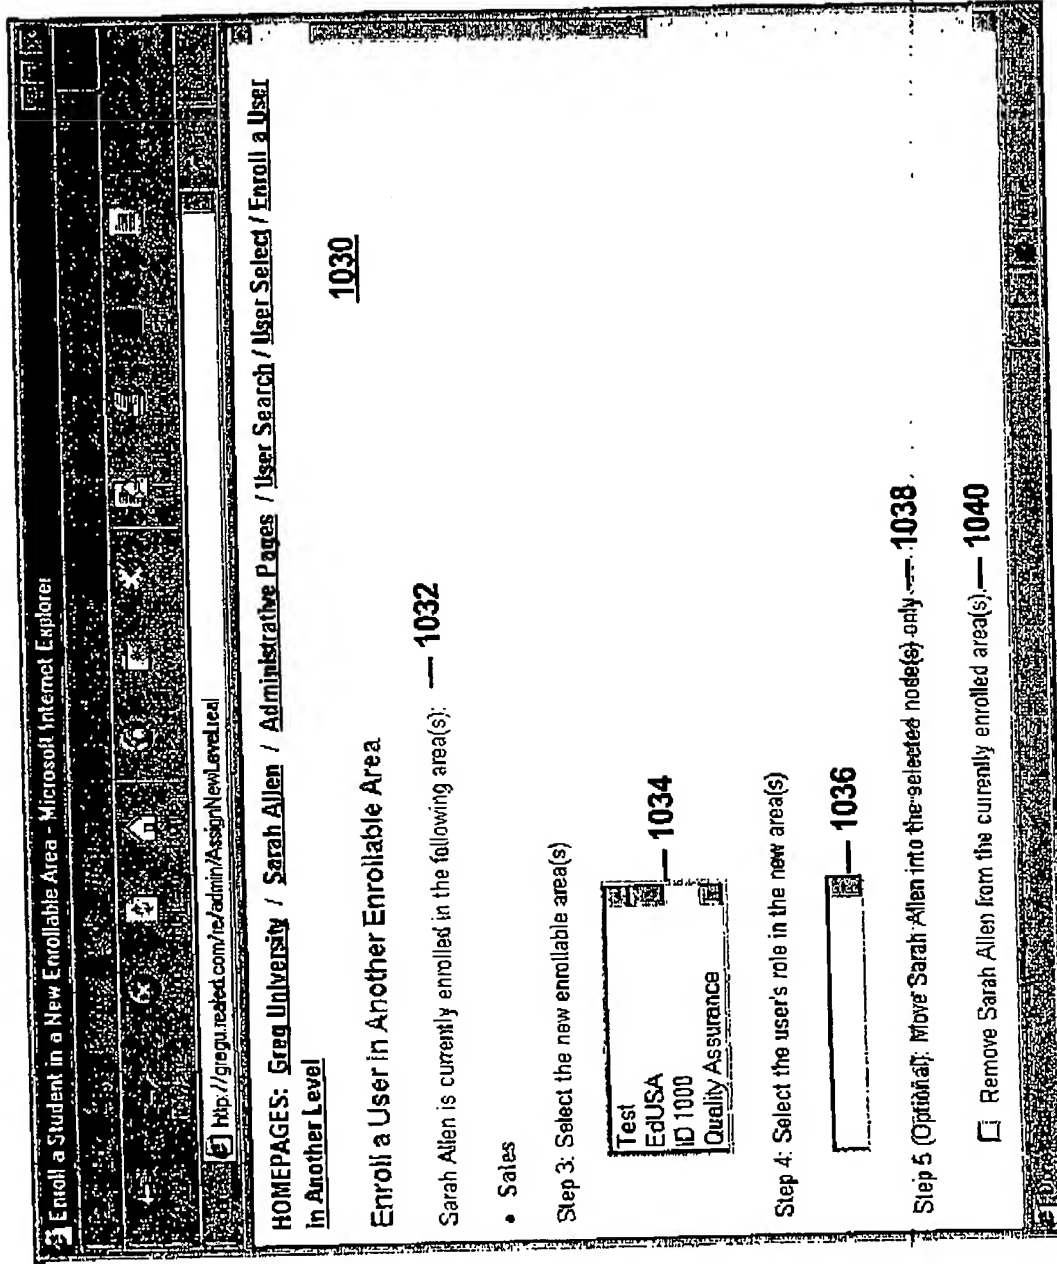 Enroll a Student in a New Enrollable Area - Microsoft Internet Explorer
http://gregu.realed.com/re/admin/AssignNewLevel.real
HOMEPAGES: Greg University / Sarah Allen / Administrative Pages / User Search / User Select / Enroll a User
in Another Level
1030
Enroll a User in Another Enrollable Area
Sarah Allen is currently enrolled in the following area(s): — 1032
• Sales
Step 3: Select the new enrollable area(s)
Test
EdUSA
ID 1000
Quality Assurance
— 1034
Step 4: Select the user's role in the new area(s)
— 1036
Step 5 (Optional): Move Sarah Allen into the selected node(s) only. — 1038
Remove Sarah Allen from the currently enrolled area(s). — 1040